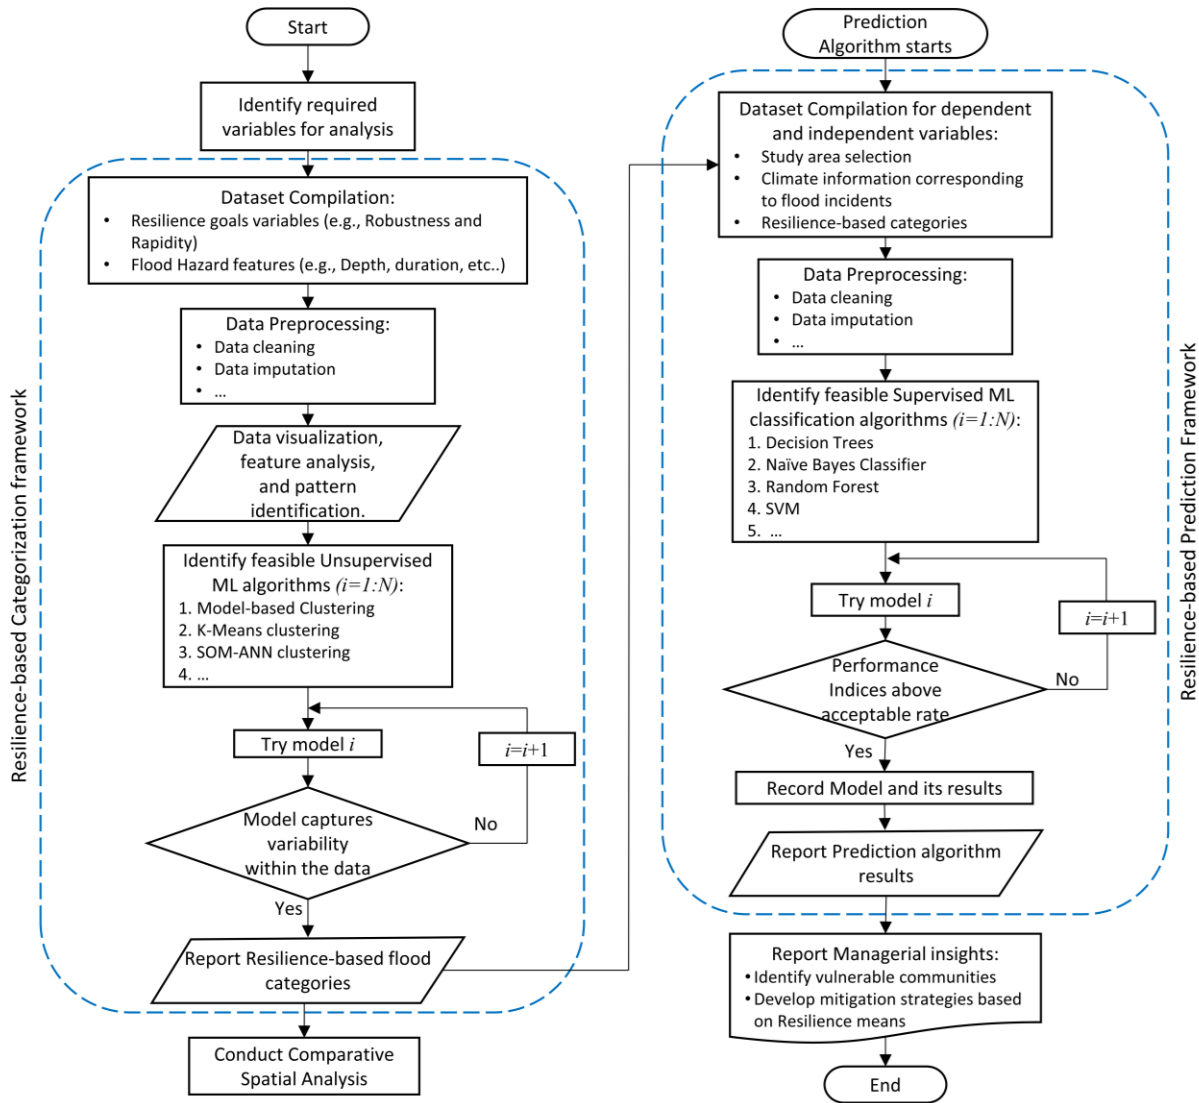 Start
Identify required
variables for analysis
Resilience-based Categorization framework
Dataset Compilation:
• Resilience goals variables (e.g., Robustness and
Rapidity)
• Flood Hazard features (e.g., Depth, duration, etc..)
Data Preprocessing:
• Data cleaning
• Data imputation
• ...
Data visualization,
feature analysis,
and pattern
identification.
Identify feasible Unsupervised
ML algorithms (i=1:N):
1. Model-based Clustering
2. K-Means clustering
3. SOM-ANN clustering
4. ...
Try model i
i=i+1
Model captures
variability
within the data
No
Yes
Report Resilience-based flood
categories
Conduct Comparative
Spatial Analysis
Prediction
Algorithm starts
Resilience-based Prediction Framework
Dataset Compilation for dependent
and independent variables:
• Study area selection
• Climate information corresponding
to flood incidents
• Resilience-based categories
Data Preprocessing:
• Data cleaning
• Data imputation
• ...
Identify feasible Supervised ML
classification algorithms (i=1:N):
1. Decision Trees
2. Naïve Bayes Classifier
3. Random Forest
4. SVM
5. ...
Try model i
i=i+1
Performance
Indices above
acceptable rate
No
Yes
Record Model and its results
Report Prediction algorithm
results
Report Managerial insights:
• Identify vulnerable communities
• Develop mitigation strategies based
on Resilience means
End